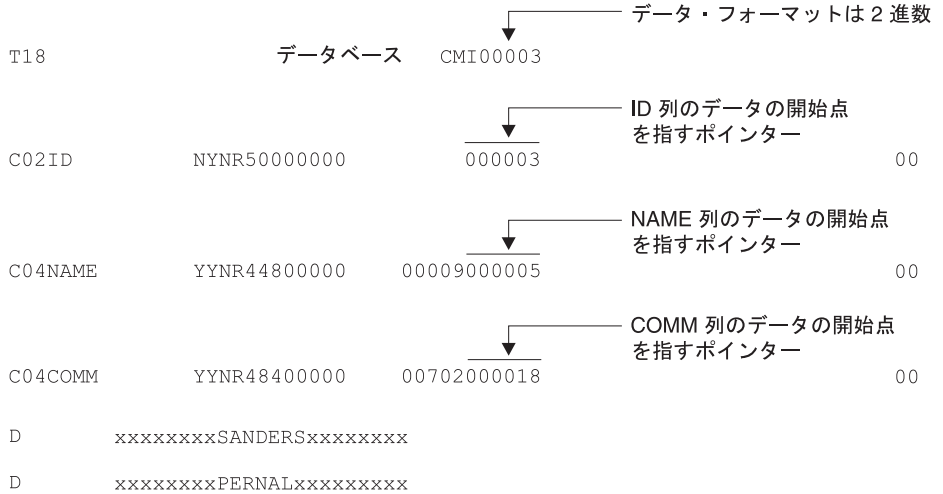 データ・フォーマットは 2 進数
T18 データベース CMI00003
ID 列のデータの開始点
を指すポインター
C02ID NYNR50000000 000003 00
NAME 列のデータの開始点
を指すポインター
C04NAME YYNR44800000 00009000005 00
COMM 列のデータの開始点
を指すポインター
C04COMM YYNR48400000 00702000018 00
D xxxxxxxxSANDERSxxxxxxxx
D xxxxxxxxPERNALxxxxxxxxx